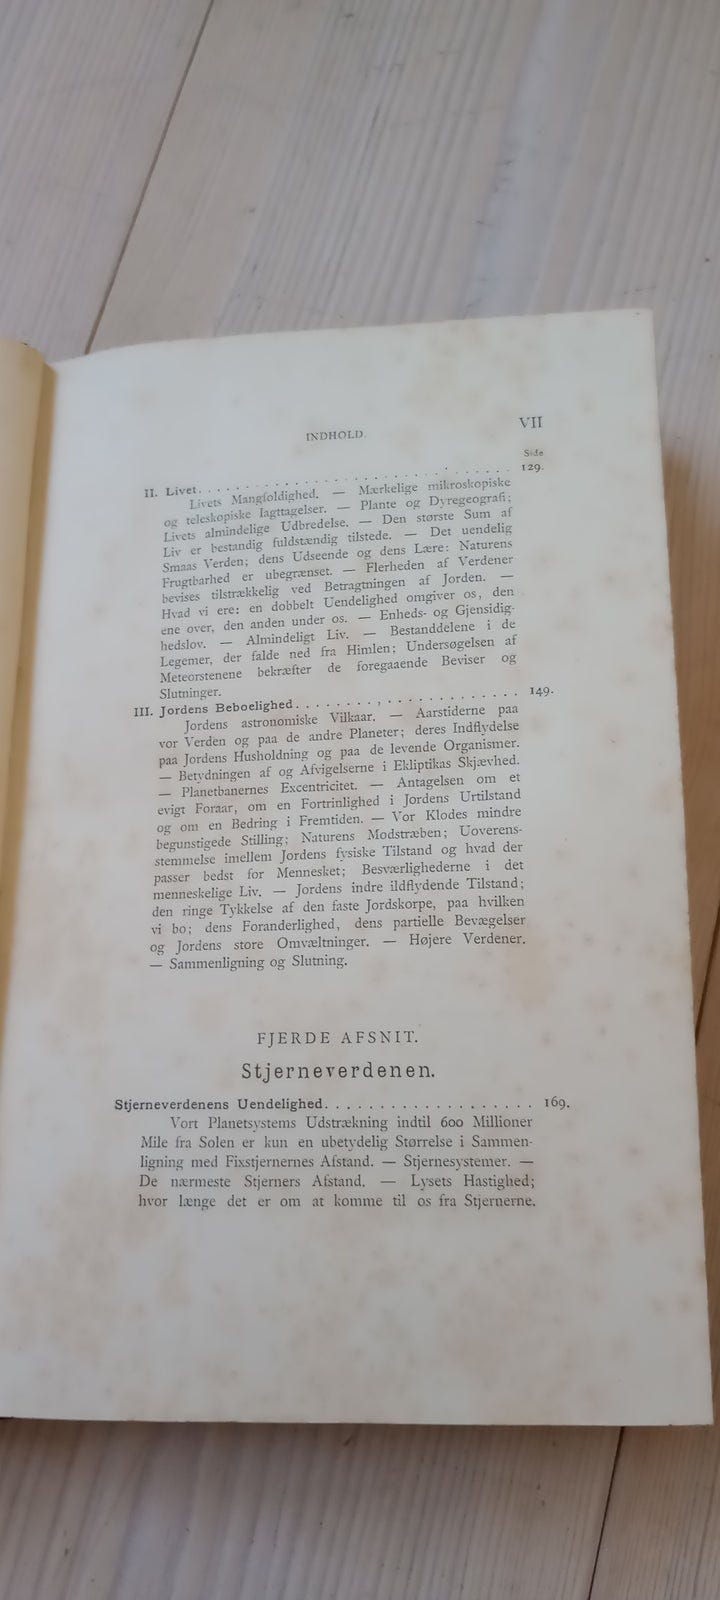 INDHOLD.
VII
Side
II. Livet. . . . . . . . . . . . . . . . . . . . . . . . . . . 129.
Livets Mangfoldighed. — Mærkelige mikroskopiske
og teleskopiske Iagttagelser. — Plante og Dyregeografi;
Livets almindelige Udbredelse. — Den største Sum af
Liv er bestandig fuldstændig tilstede. — Det uendelig
Smaas Verden; dens Udseende og dens Lære: Naturens
Frugtbarhed er ubegrænset. — Flerheden af Verdener
bevises tilstrækkelig ved Betragtningen af Jorden. —
Hvad vi ere: en dobbelt Uendelighed omgiver os, den
ene over, den anden under os. — Enheds- og Gjensidig-
hedslov. — Almindeligt Liv. — Bestanddelene i de
Legemer, der falde ned fra Himlen; Undersøgelsen af
Meteorstenene bekræfter de foregaaende Beviser og
Slutninger.
III. Jordens Beboelighed. . . . . . . . . . . . . . . . . . . . 149.
Jordens astronomiske Vilkaar. — Aarstiderne paa
vor Verden og paa de andre Planeter; deres Indflydelse
paa Jordens Husholdning og paa de levende Organismer.
— Betydningen af og Afvigelserne i Ekliptikas Skjævhed.
— Planetbanernes Excentricitet. — Antagelsen om et
evigt Foraar, om en Fortrinlighed i Jordens Urtilstand
og om en Bedring i Fremtiden. — Vor Klodes mindre
begunstigede Stilling; Naturens Modstræben; Uoverens-
stemmelse imellem Jordens fysiske Tilstand og hvad der
passer bedst for Mennesket; Besværlighederne i det
menneskelige Liv. — Jordens indre ildflydende Tilstand;
den ringe Tykkelse af den faste Jordskorpe, paa hvilken
vi bo; dens Foranderlighed, dens partielle Bevægelser
og Jordens store Omvæltninger. — Højere Verdener.
— Sammenligning og Slutning.
FJERDE AFSNIT.
Stjerneverdenen.
Stjerneverdenens Uendelighed. . . . . . . . . . . . . . . . . . . 169.
Vort Planetsystems Udstrækning indtil 600 Millioner
Mile fra Solen er kun en ubetydelig Størrelse i Sammen-
ligning med Fixstjernernes Afstand. — Stjernesystemer. —
De nærmeste Stjerners Afstand. — Lysets Hastighed;
hvor længe det er om at komme til os fra Stjernerne.